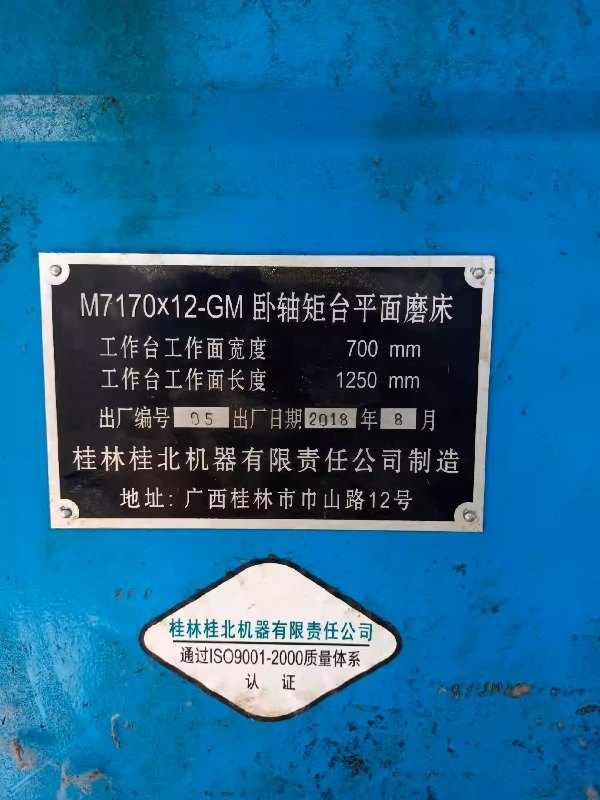 M7170×12-GM 卧轴矩台平面磨床
工作台工作面宽度 700 mm
工作台工作面长度 1250 mm
出厂编号 05 出厂日期 2018 年 8 月
桂林桂北机器有限责任公司制造
地址: 广西桂林市巾山路12号
桂林桂北机器有限责任公司
通过ISO9001-2000质量体系
认证